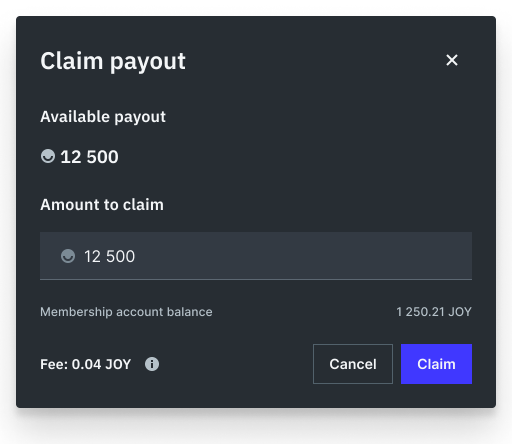 Claim payout
Available payout
12 500
Amount to claim
12 500
Membership account balance 1 250.21 JOY
Fee: 0.04 JOY Cancel Claim